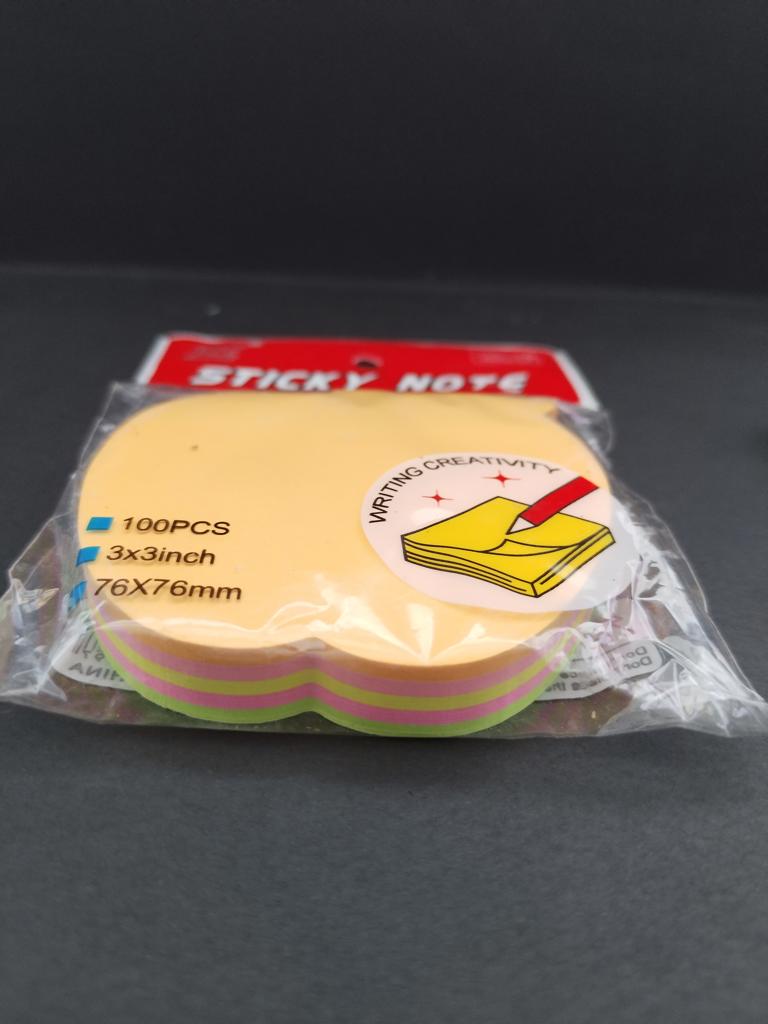 STICKY NOTE
WRITING CREATIVITY
100PCS
3x3inch
76X76mm